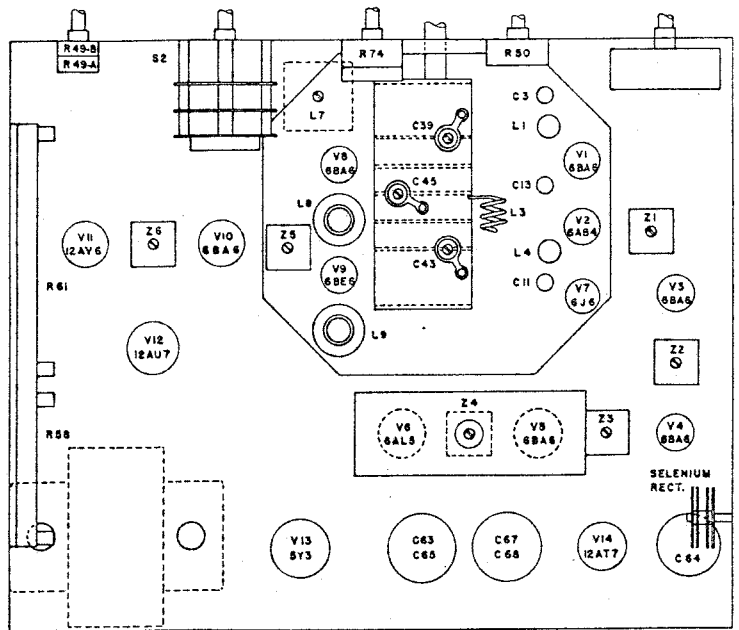 R49-B
R49-A
S2
R74
R50
L7
C3
C39
L1
V8
6BA6
V1
6BA6
C45
C13
L8
L3
V2
6AB4
Z1
V11
12AV6
Z6
V10
6BA6
Z5
C43
L4
V9
6BE6
C11
V7
6J6
V3
6BA6
R61
L9
V12
12AU7
Z2
Z4
V6
6AL5
V5
6BA6
Z3
V4
6BA6
R58
SELENIUM
RECT.
V13
5Y3
C63
C65
C67
C68
V14
12AT7
C64